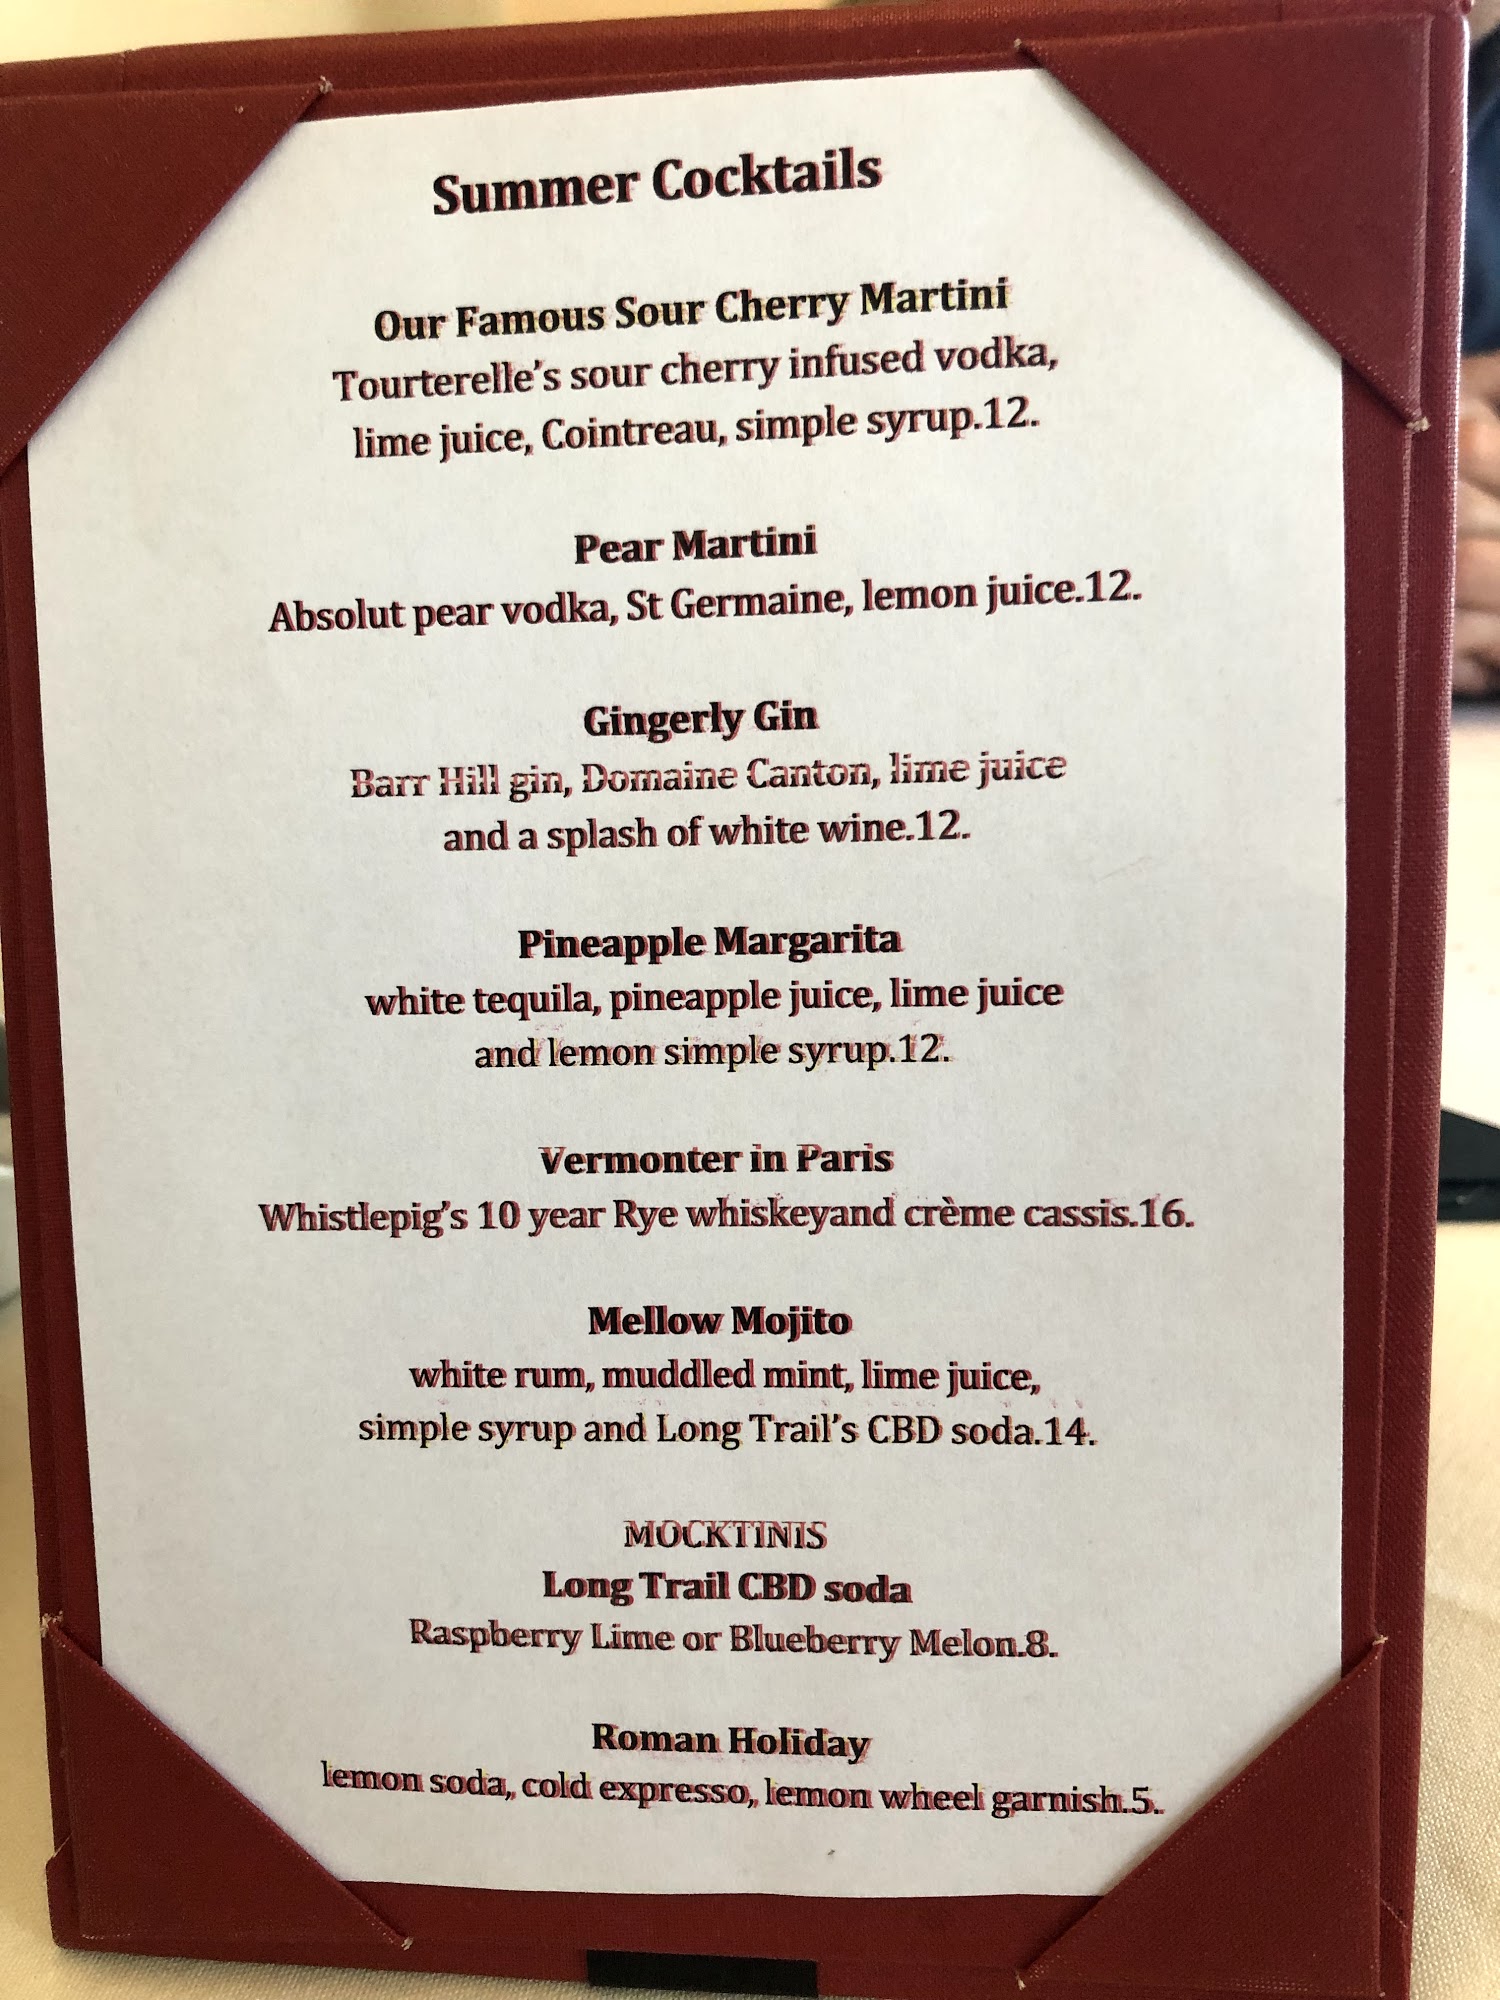 Summer Cocktails
Our Famous Sour Cherry Martini
Tourterelle's sour cherry infused vodka,
lime juice, Cointreau, simple syrup.12.
Pear Martini
Absolut pear vodka, St Germaine, lemon juice.12.
Gingerly Gin
Barr Hill gin, Domaine Canton, lime juice
and a splash of white wine.12.
Pineapple Margarita
white tequila, pineapple juice, lime juice
and lemon simple syrup.12.
Vermonter in Paris
Whistlepig's 10 year Rye whiskeyand crème cassis.16.
Mellow Mojito
white rum, muddled mint, lime juice,
simple syrup and Long Trail's CBD soda.14.
MOCKTINIS
Long Trail CBD soda
Raspberry Lime or Blueberry Melon.8.
Roman Holiday
lemon soda, cold expresso, lemon wheel garnish.5.